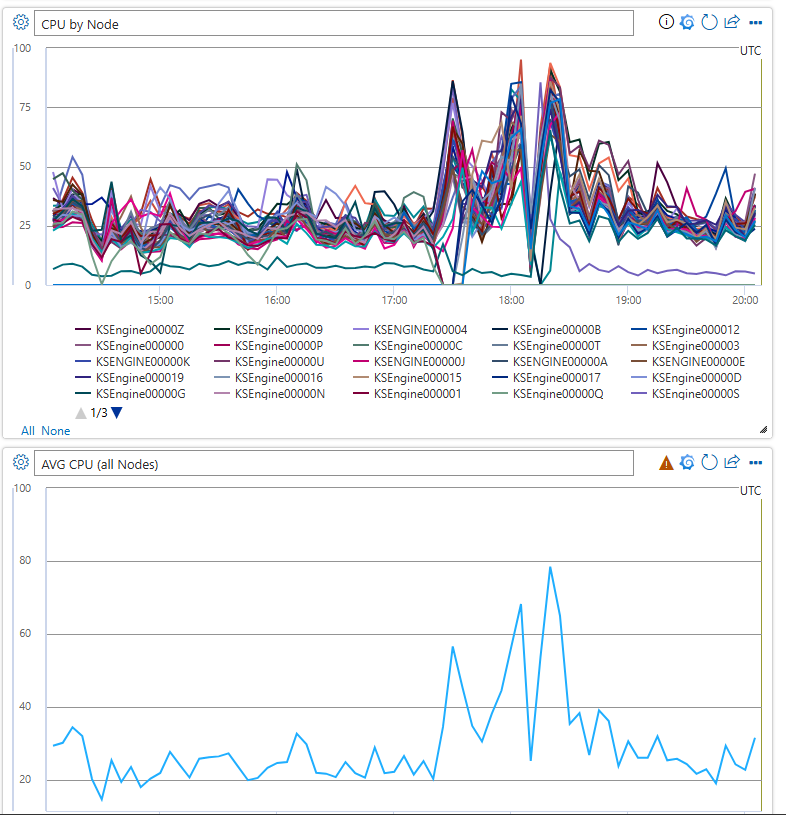 CPU by Node
100
UTC
75
50
25
0
15:00 16:00 17:00 18:00 19:00 20:00
KSEngine00000Z KSEngine000009 KSENGINE000004 KSEngine00000B KSEngine000012
KSEngine000000 KSEngine00000P KSEngine00000C KSEngine00000T KSEngine000003
KSENGINE00000K KSEngine00000U KSEngine00000J KSENGINE00000A KSEngine00000E
KSEngine000019 KSEngine000016 KSEngine000015 KSEngine000017 KSEngine00000D
KSEngine00000G KSEngine00000N KSEngine000001 KSEngine00000Q KSEngine00000S
1/3
All None
AVG CPU (all Nodes)
100
UTC
80
60
40
20